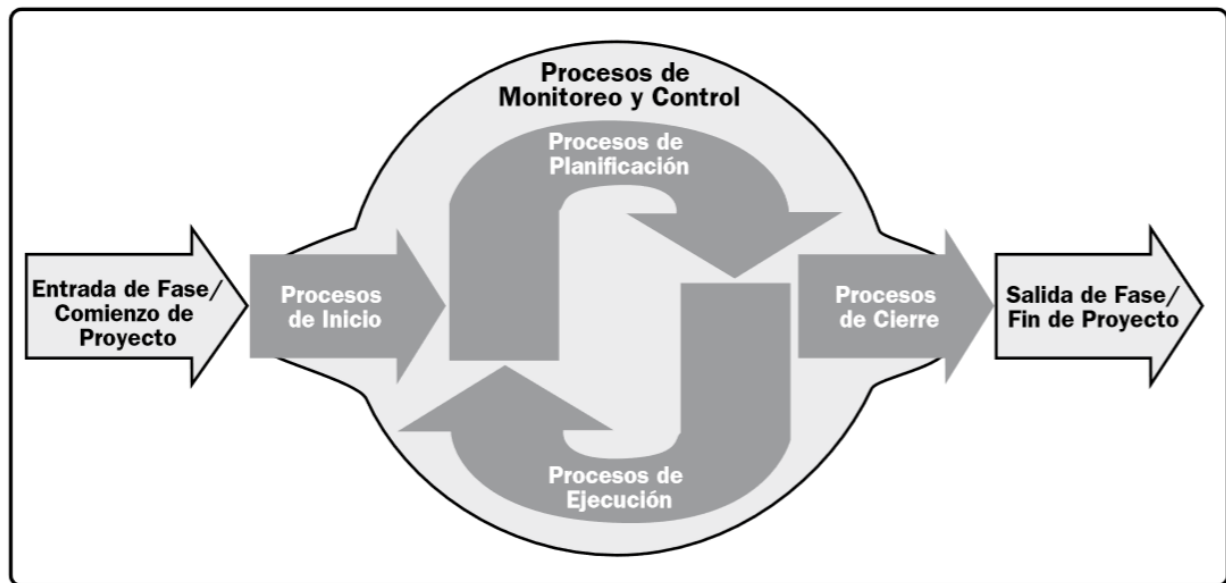 Procesos de
Monitoreo y Control
Procesos de
Planificación
Entrada de Fase/
Comienzo de
Proyecto
Procesos
de Inicio
Procesos
de Cierre
Salida de Fase/
Fin de Proyecto
Procesos de
Ejecución